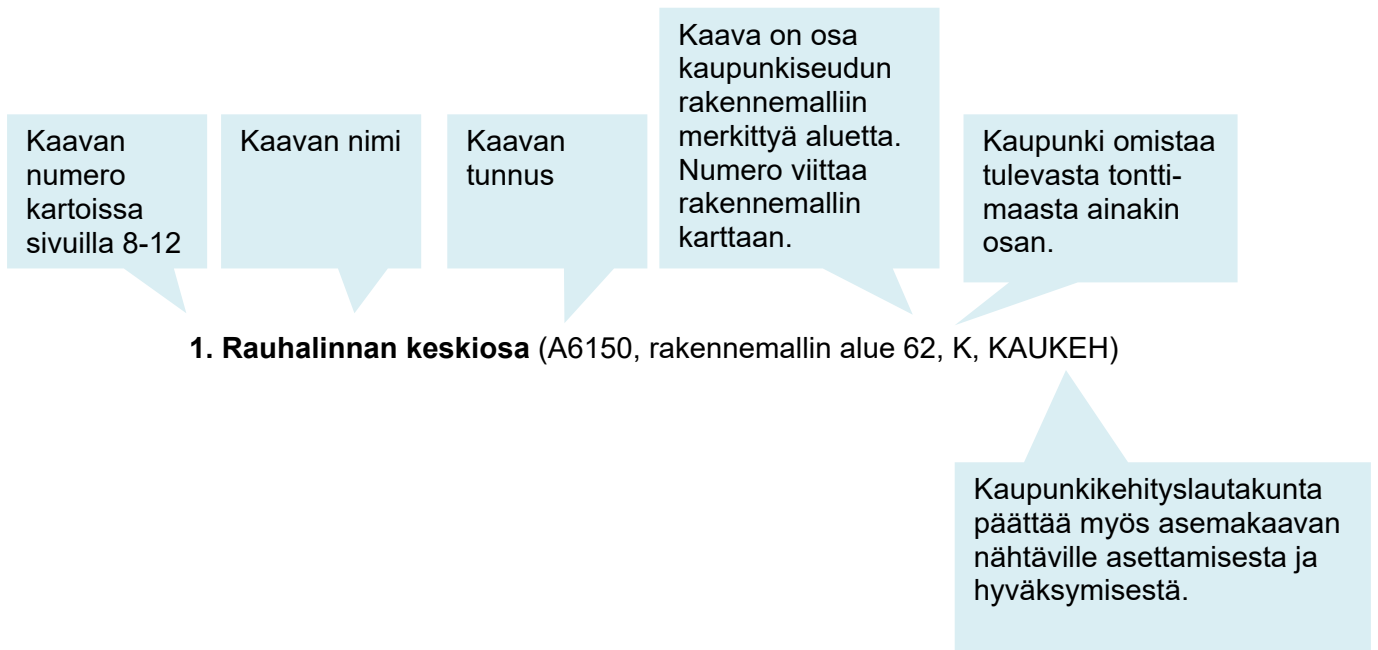 Kaavan
numero
kartoissa
sivuilla 8-12
Kaavan nimi
Kaavan
tunnus
Kaava on osa
kaupunkiseudun
rakennemalliin
merkittyä aluetta.
Numero viittaa
rakennemallin
karttaan.
Kaupunki omistaa
tulevasta tontti-
maasta ainakin
osan.
1. Rauhalinnan keskiosa (A6150, rakennemallin alue 62, K, KAUKEH)
Kaupunkikehityslautakunta
päättää myös asemakaavan
nähtäville asettamisesta ja
hyväksymisestä.